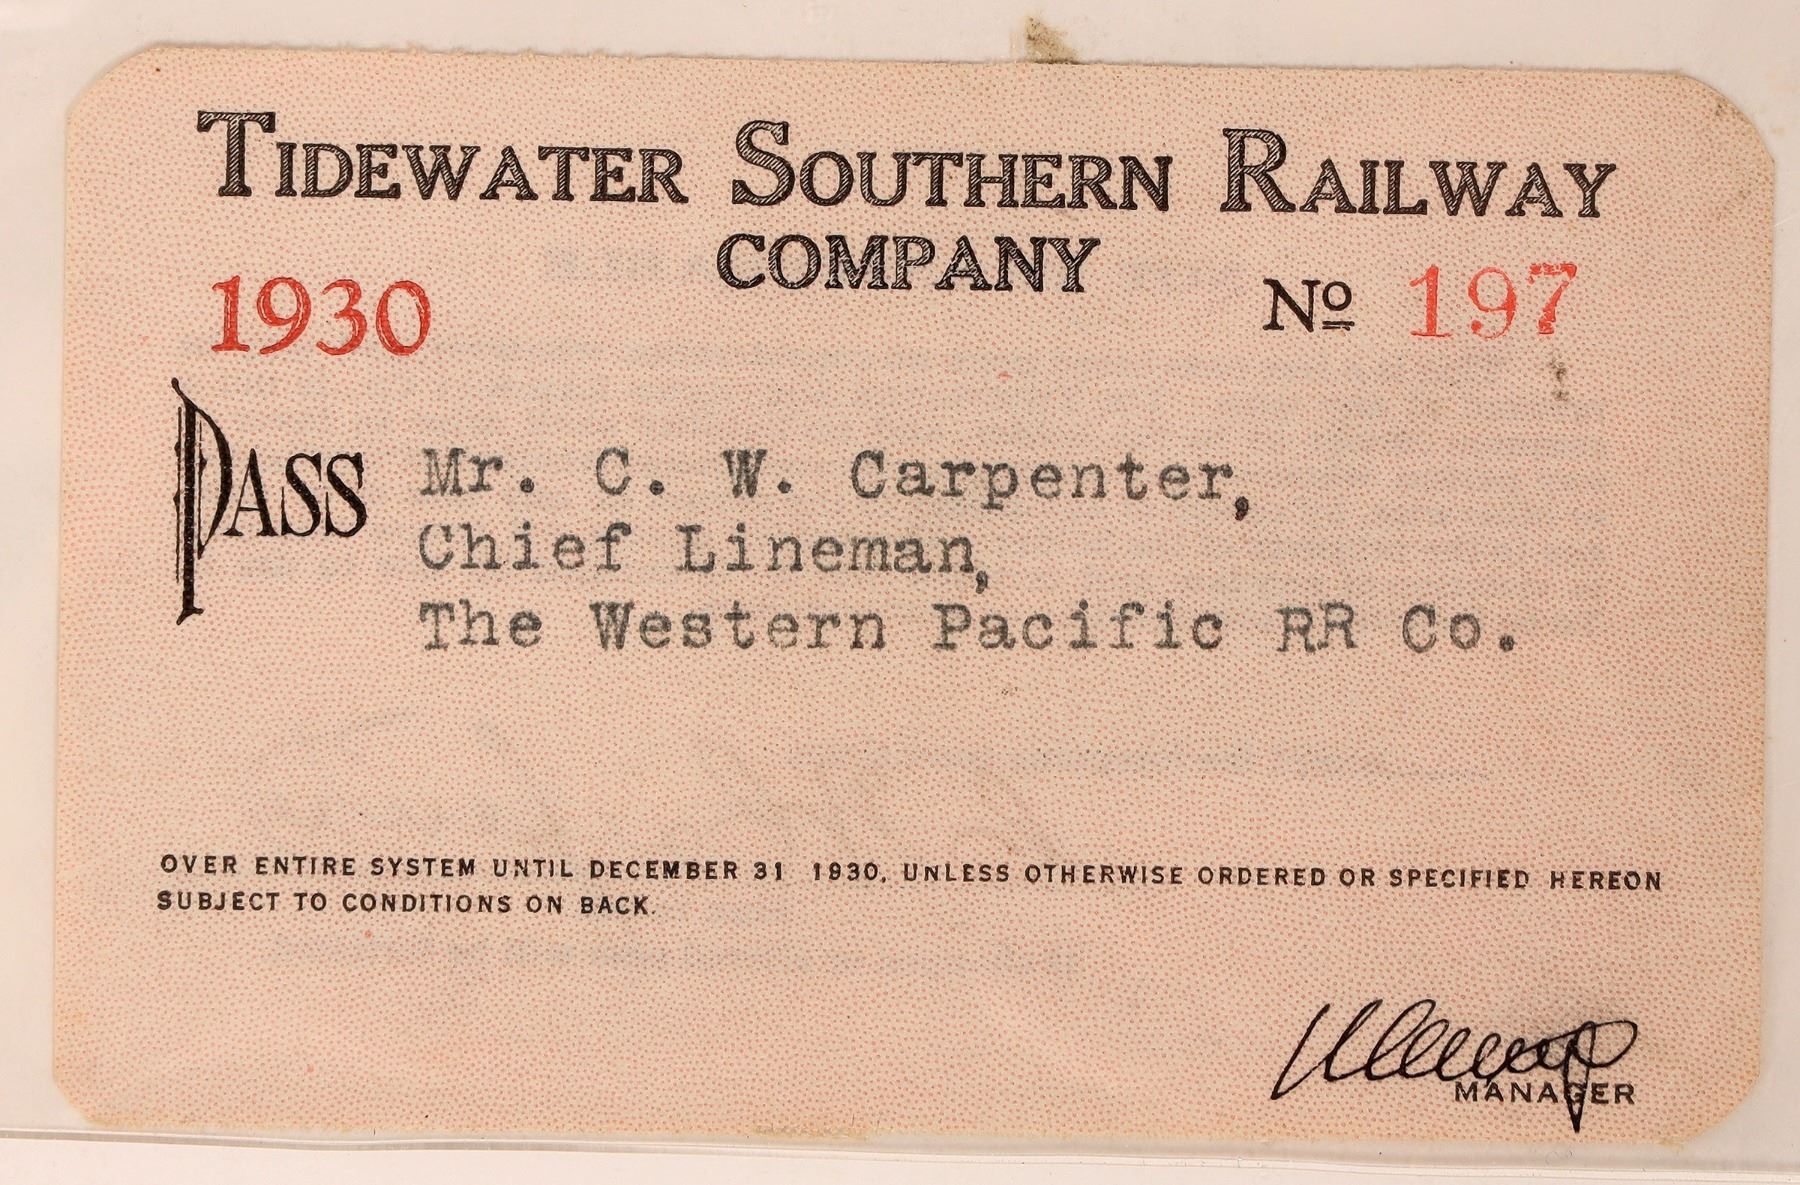 TIDEWATER SOUTHERN RAILWAY
COMPANY
1930
Nº 197
PASS Mr. C. W. Carpenter,
Chief Lineman,
The Western Pacific RR Co.
OVER ENTIRE SYSTEM UNTIL DECEMBER 31 1930, UNLESS OTHERWISE ORDERED OR SPECIFIED HEREON
SUBJECT TO CONDITIONS ON BACK.
MANAGER